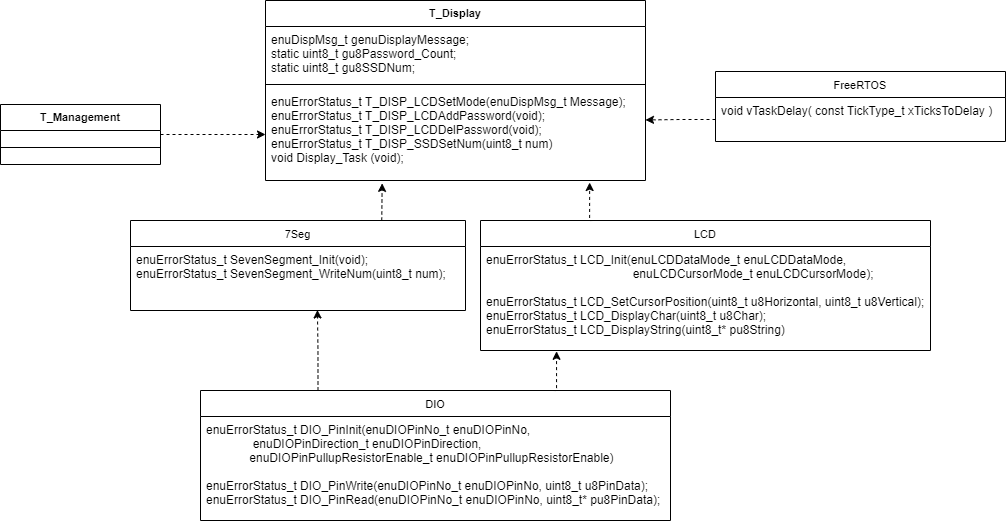 T_Display
enuDispMsg_t genuDisplayMessage;
static uint8_t gu8Password_Count;
static uint8_t gu8SSDNum;
enuErrorStatus_t T_DISP_LCDSetMode(enuDispMsg_t Message);
enuErrorStatus_t T_DISP_LCDAddPassword(void);
enuErrorStatus_t T_DISP_LCDDelPassword(void);
enuErrorStatus_t T_DISP_SSDSetNum(uint8_t num)
void Display_Task (void);
T_Management
FreeRTOS
void vTaskDelay( const TickType_t xTicksToDelay )
7Seg
enuErrorStatus_t SevenSegment_Init(void);
enuErrorStatus_t SevenSegment_WriteNum(uint8_t num);
LCD
enuErrorStatus_t LCD_Init(enuLCDDataMode_t enuLCDDataMode,
enuLCDCursorMode_t enuLCDCursorMode);
enuErrorStatus_t LCD_SetCursorPosition(uint8_t u8Horizontal, uint8_t u8Vertical);
enuErrorStatus_t LCD_DisplayChar(uint8_t u8Char);
enuErrorStatus_t LCD_DisplayString(uint8_t* pu8String)
DIO
enuErrorStatus_t DIO_PinInit(enuDIOPinNo_t enuDIOPinNo,
enuDIOPinDirection_t enuDIOPinDirection,
enuDIOPinPullupResistorEnable_t enuDIOPinPullupResistorEnable)
enuErrorStatus_t DIO_PinWrite(enuDIOPinNo_t enuDIOPinNo, uint8_t u8PinData);
enuErrorStatus_t DIO_PinRead(enuDIOPinNo_t enuDIOPinNo, uint8_t* pu8PinData);